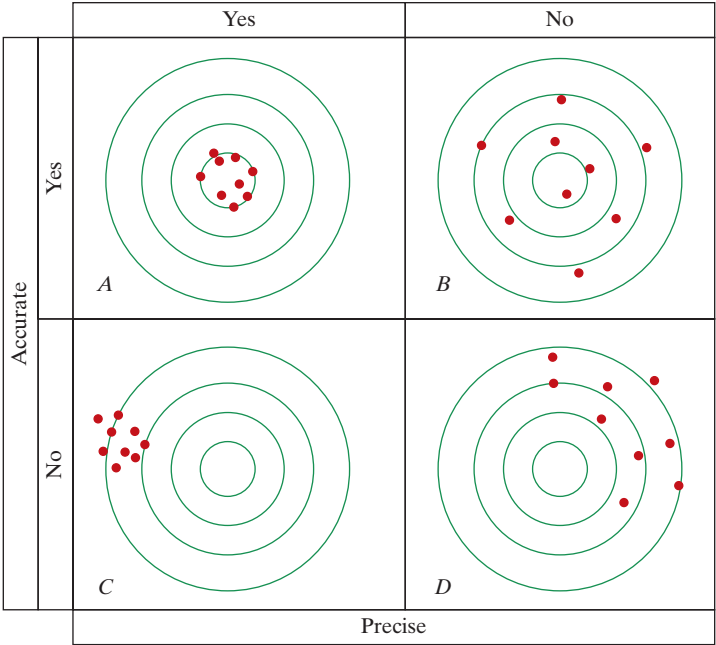 Yes
No
Accurate
Yes
A
B
No
C
D
Precise